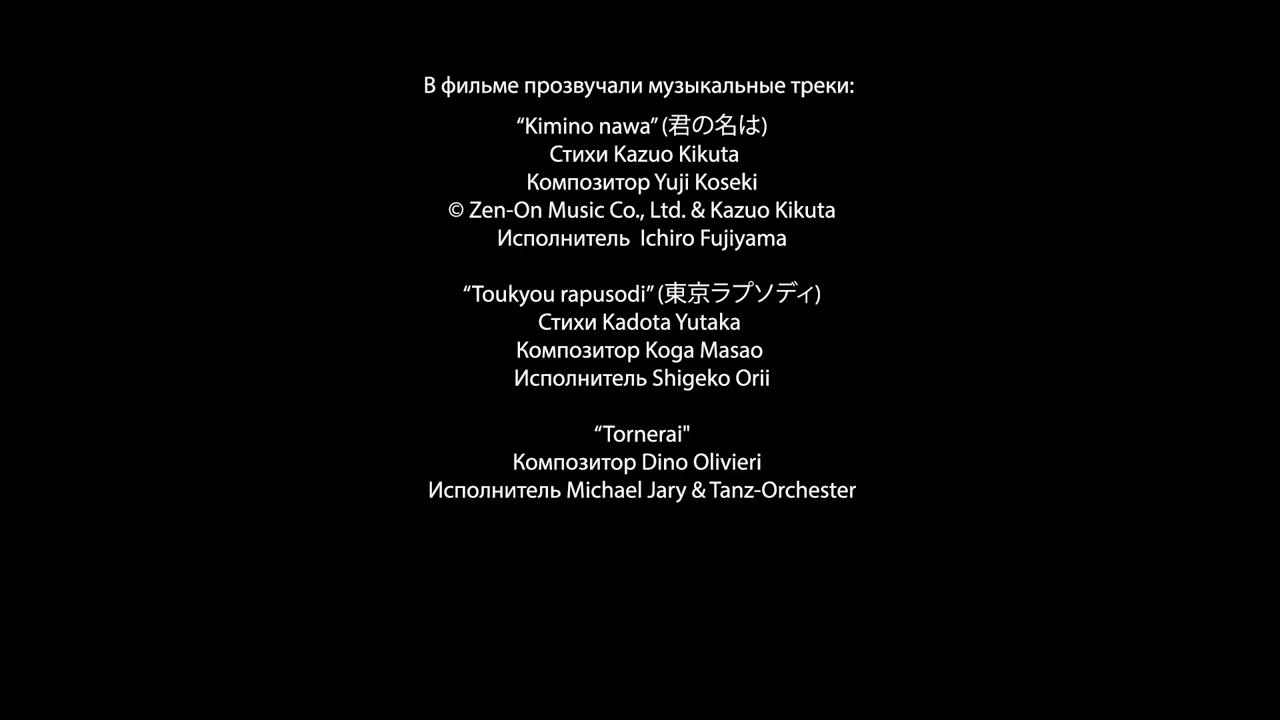 В фильме прозвучали музыкальные треки:
“Kimino nawa” (君の名は)
Стихи Kazuo Kikuta
Композитор Yuji Koseki
© Zen-On Music Co., Ltd. & Kazuo Kikuta
Исполнитель  Ichiro Fujiyama
“Toukyou rapusodi” (東京ラプソディ)
Стихи Kadota Yutaka
Композитор Koga Masao
Исполнитель Shigeko Orii
“Tornerai"
Композитор Dino Olivieri
Исполнитель Michael Jary & Tanz-Orchester